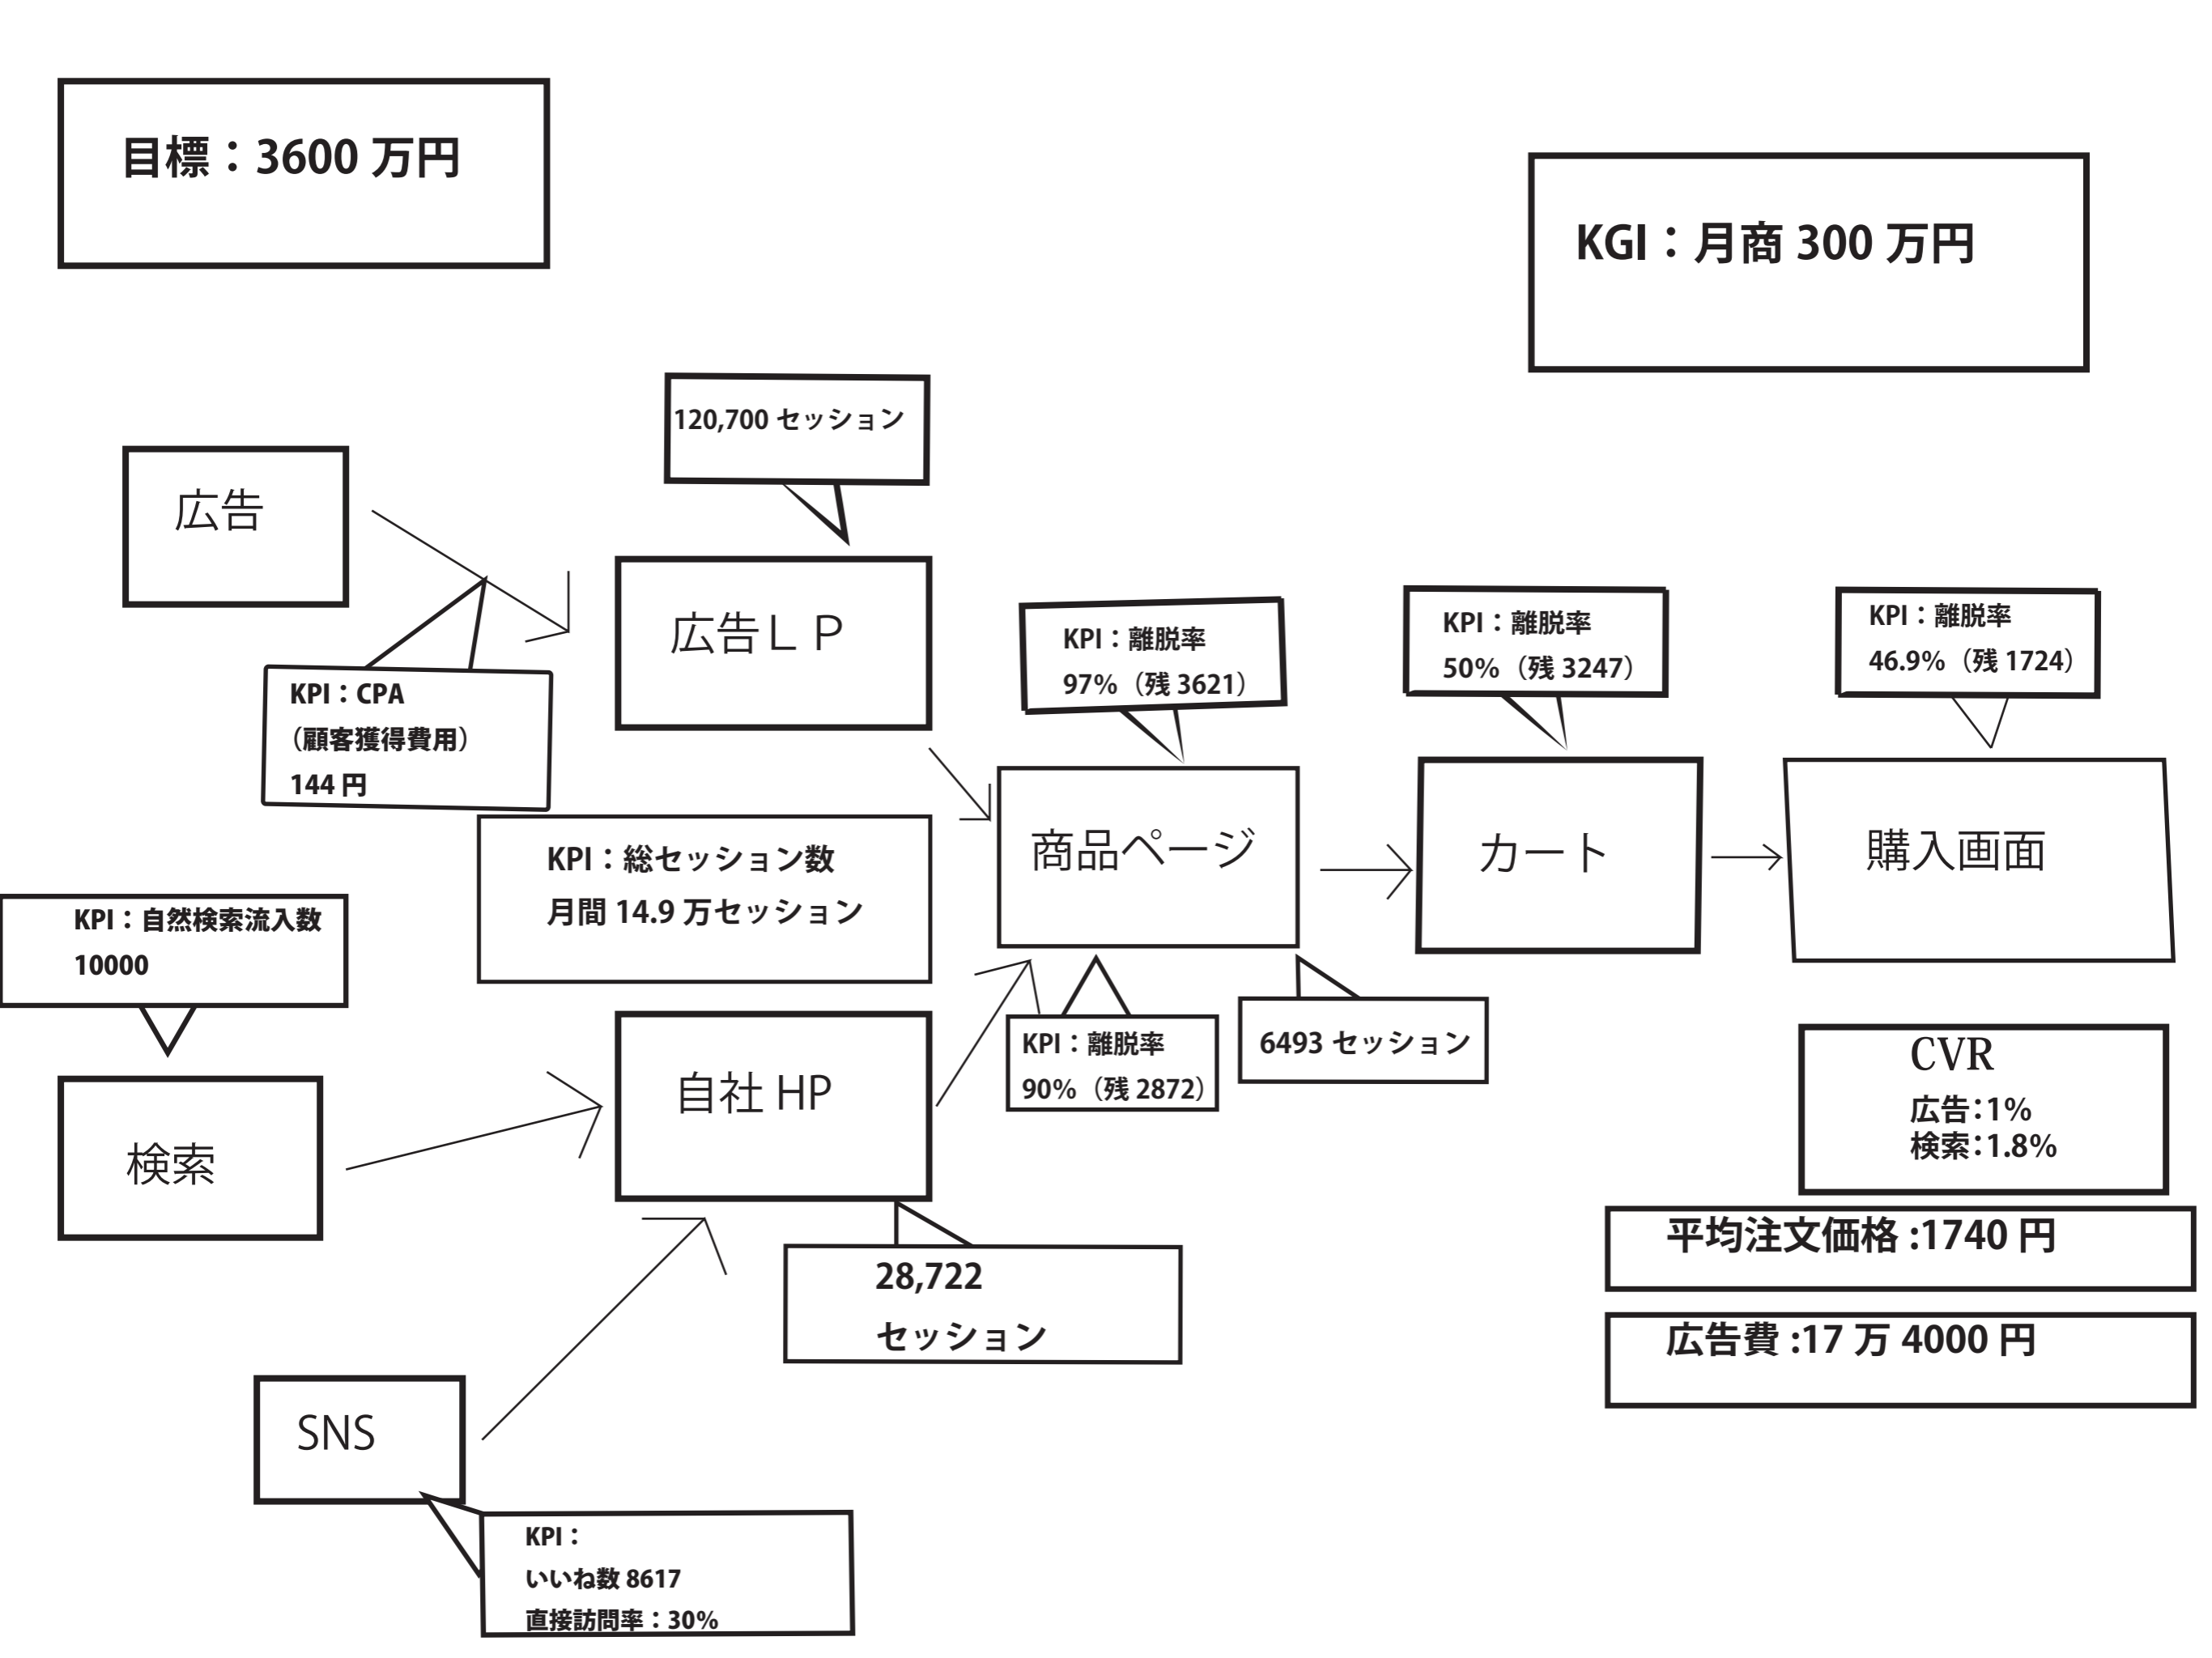 目標：3600 万円
KGI：月商 300 万円
120,700 セッション
広告
広告ＬＰ
KPI：CPA
（顧客獲得費用）
144 円
KPI：離脱率
97%（残 3621）
KPI：離脱率
50%（残 3247）
KPI：離脱率
46.9%（残 1724）
KPI：総セッション数
月間 14.9 万セッション
商品ページ
カート
購入画面
KPI：自然検索流入数
10000
検索
自社 HP
KPI：離脱率
90%（残 2872）
6493 セッション
CVR
広告：1%
検索：1.8%
平均注文価格 :1740 円
広告費 :17 万 4000 円
28,722
セッション
SNS
KPI：
いいね数 8617
直接訪問率：30%